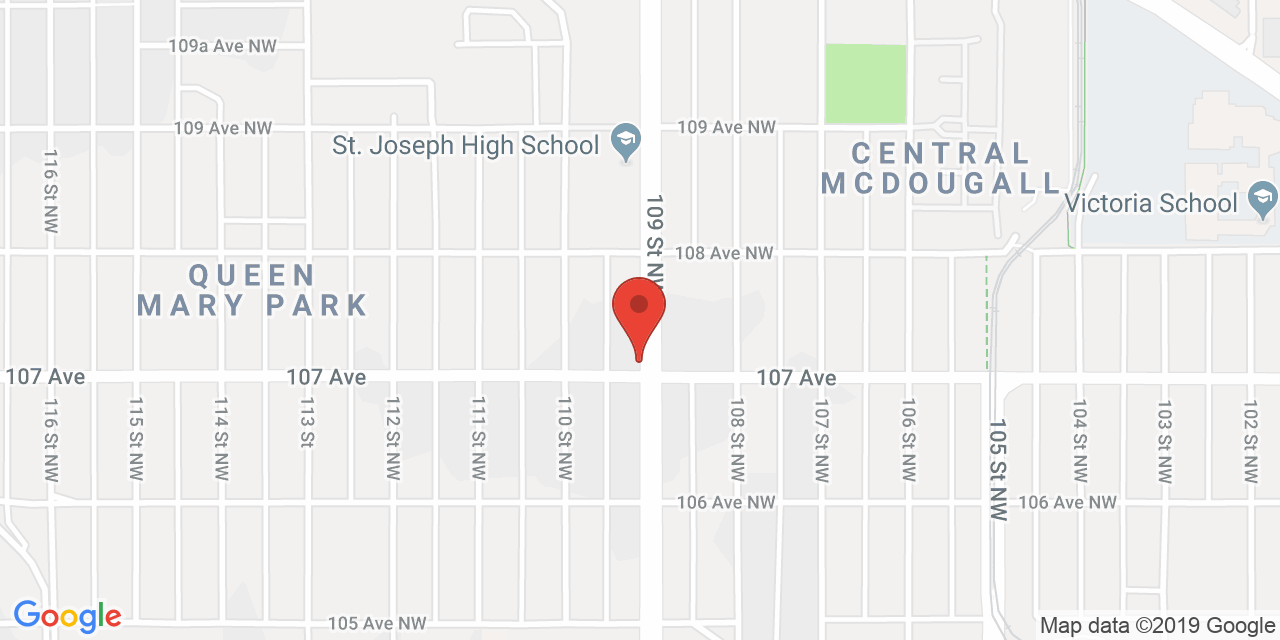 109a Ave NW
109 Ave NW
109 Ave NW
St. Joseph High School
CENTRAL
MCDOUGALL
116 St NW
Victoria School
109 St NW
108 Ave NW
QUEEN
MARY PARK
107 Ave
107 Ave
107 Ave
116 St NW
115 St NW
114 St NW
113 St
112 St NW
111 St NW
110 St NW
108 St NW
107 St NW
106 St NW
105 St NW
104 St NW
103 St NW
102 St NW
106 Ave NW
106 Ave NW
105 Ave NW
Google
Map data ©2019 Google